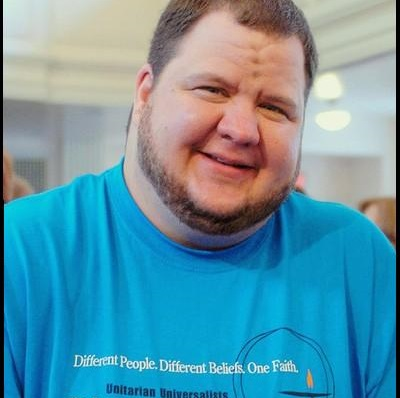 Different People. Different Beliefs. One Faith.
Unitarian Universalists